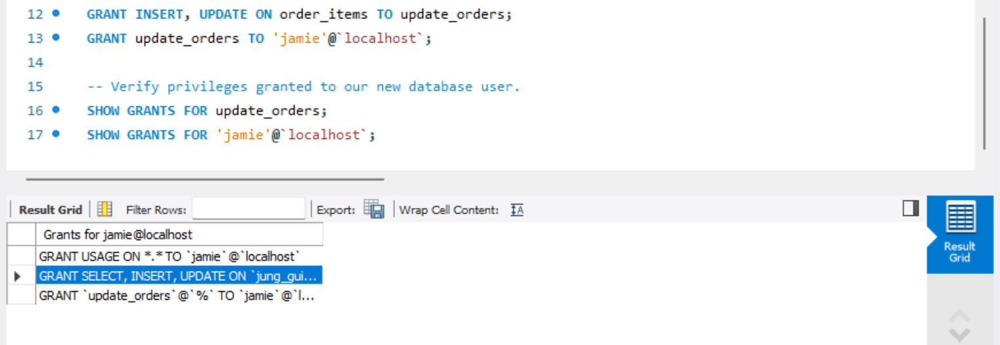 12 GRANT INSERT, UPDATE ON order_items TO update_orders;
13 GRANT update_orders TO 'jamie'@`localhost`;
14
15 -- Verify privileges granted to our new database user.
16 SHOW GRANTS FOR update_orders;
17 SHOW GRANTS FOR 'jamie'@`localhost`;
Result Grid Filter Rows: Export: Wrap Cell Content: IA
Grants for jamie@localhost
GRANT USAGE ON *.* TO `jamie`@`localhost`
GRANT SELECT, INSERT, UPDATE ON `jung_gui...
GRANT `update_orders`@`%` TO `jamie`@`l...
Result
Grid